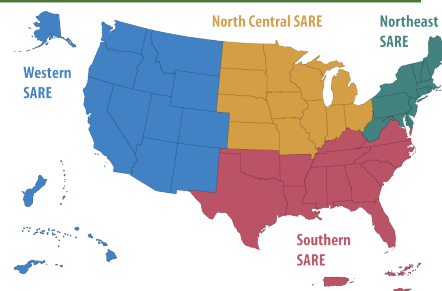 North Central SARE
Northeast
SARE
Western
SARE
Southern
SARE